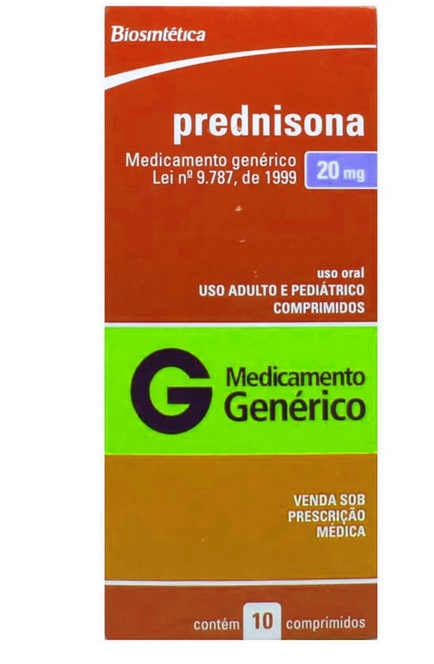 Biosintética
prednisona
Medicamento genérico
Lei nº 9.787, de 1999
20 mg
uso oral
USO ADULTO E PEDIÁTRICO
COMPRIMIDOS
G Medicamento
Genérico
VENDA SOB
PRESCRIÇÃO
MÉDICA
contém 10 comprimidos